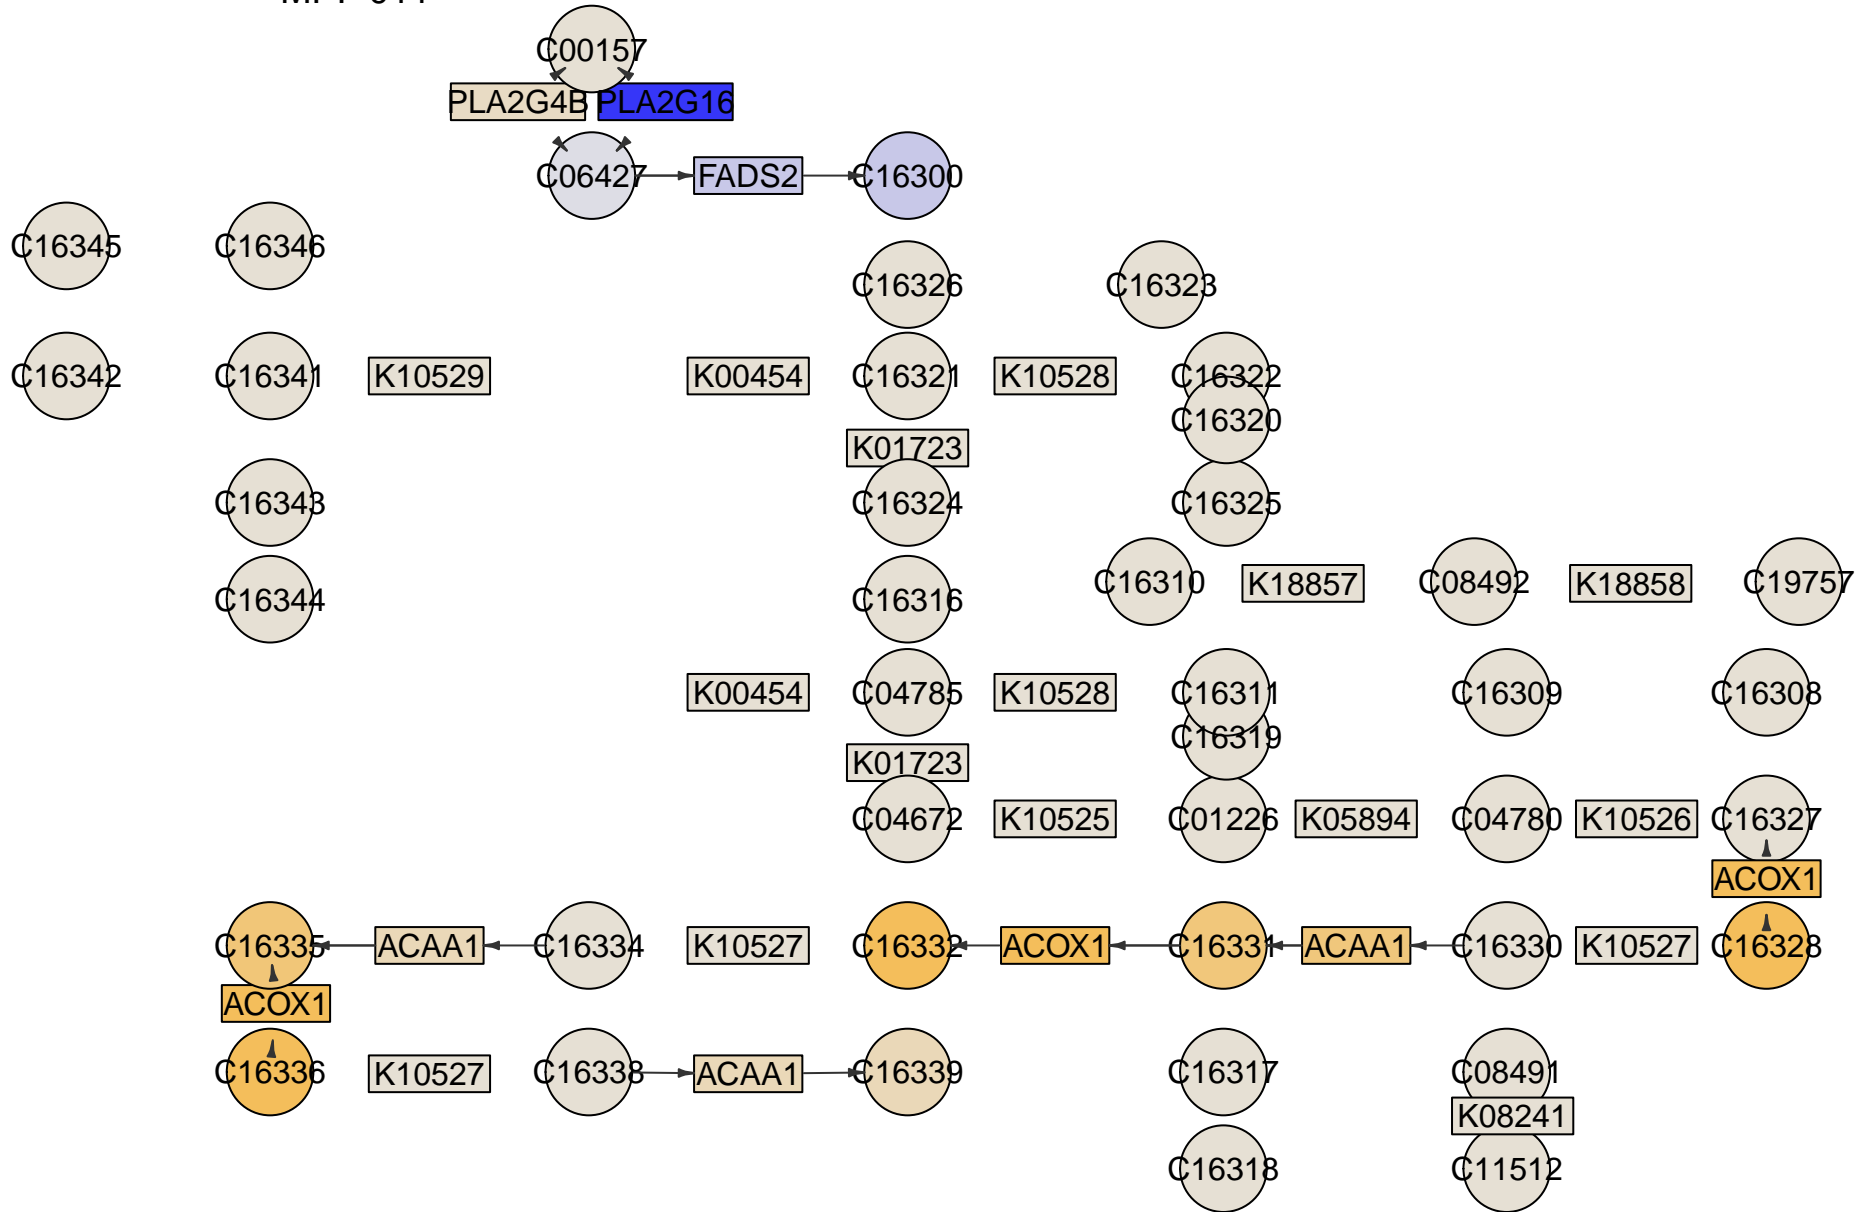 C00157
PLA2G4B PLA2G16
C06427 FADS2 C16300
C16345 C16346
C16326 C16323
C16342 C16341 K10529 K00454 C16321 K10528 C16322
C16320
K01723
C16343 C16324 C16325
C16310 K18857 C08492 K18858 C19757
C16344 C16316
K00454 C04785 K10528 C16311 C16309 C16308
C16319
K01723
C04672 K10525 C01226 K05894 C04780 K10526 C16327
ACOX1
C16335 ACAA1 C16334 K10527 C16332 ACOX1 C16331 ACAA1 C16330 K10527 C16328
ACOX1
C16336 K10527 C16338 ACAA1 C16339 C16317 C08491
K08241
C16318 C11512